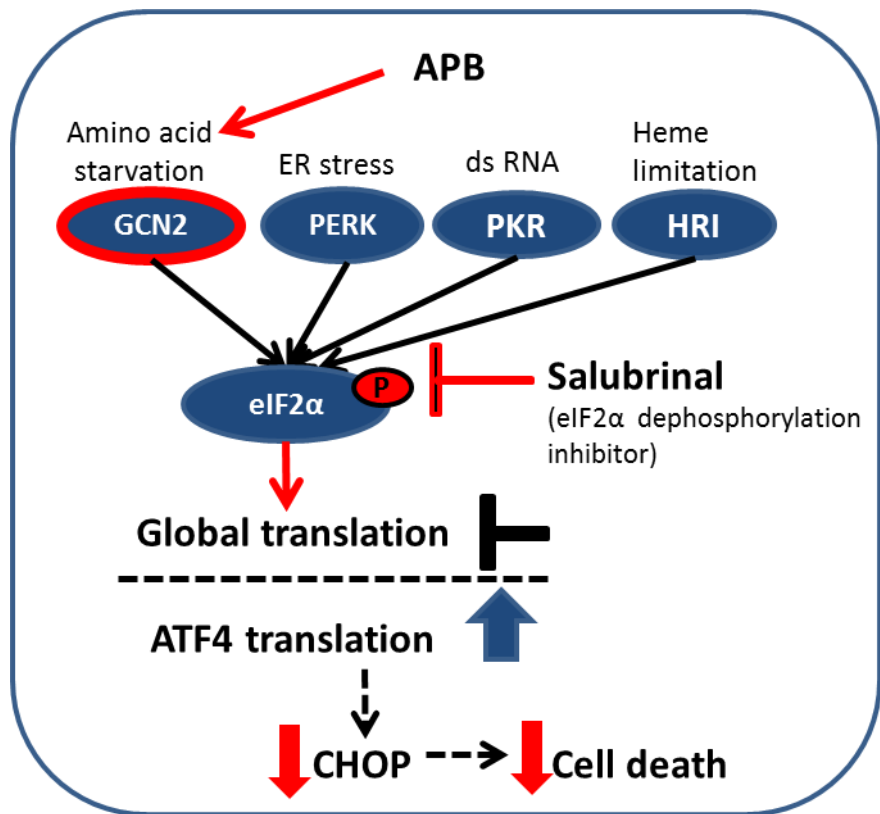 APB
Amino acid
starvation
ER stress
ds RNA
Heme
limitation
GCN2
PERK
PKR
HRI
eIF2α
P
Salubrinal
(eIF2α dephosphorylation
inhibitor)
Global translation
ATF4 translation
CHOP
Cell death